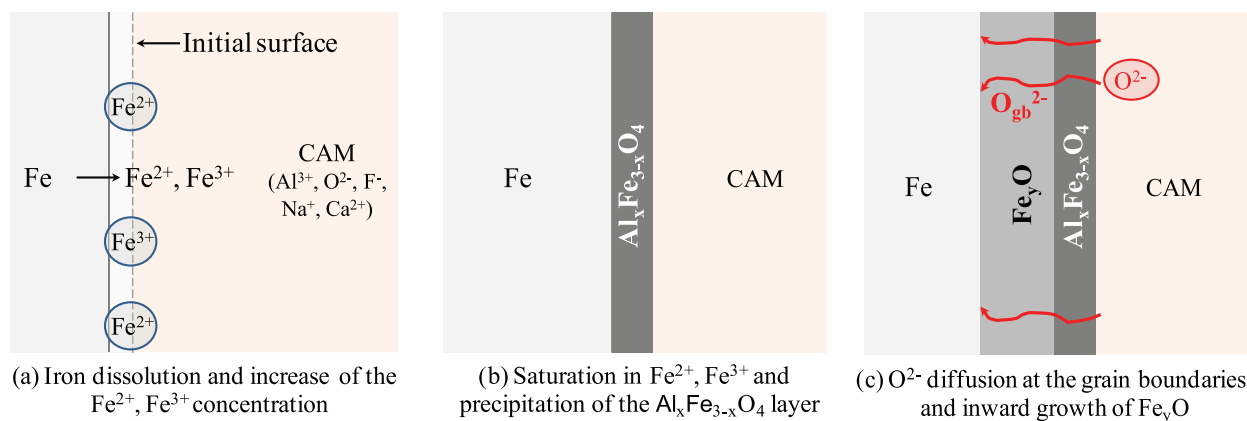 Initial surface
Fe²⁺
Fe → Fe²⁺, Fe³⁺
CAM
(Al³⁺, O²⁻, F⁻,
Na⁺, Ca²⁺)
Fe³⁺
Fe²⁺
(a) Iron dissolution and increase of the
Fe²⁺, Fe³⁺ concentration
Fe
AlₓFe₃₋ₓO₄
CAM
(b) Saturation in Fe²⁺, Fe³⁺ and
precipitation of the AlₓFe₃₋ₓO₄ layer
O²⁻
O_gb²⁻
Fe
Fe_yO
AlₓFe₃₋ₓO₄
CAM
(c) O²⁻ diffusion at the grain boundaries
and inward growth of Fe_yO